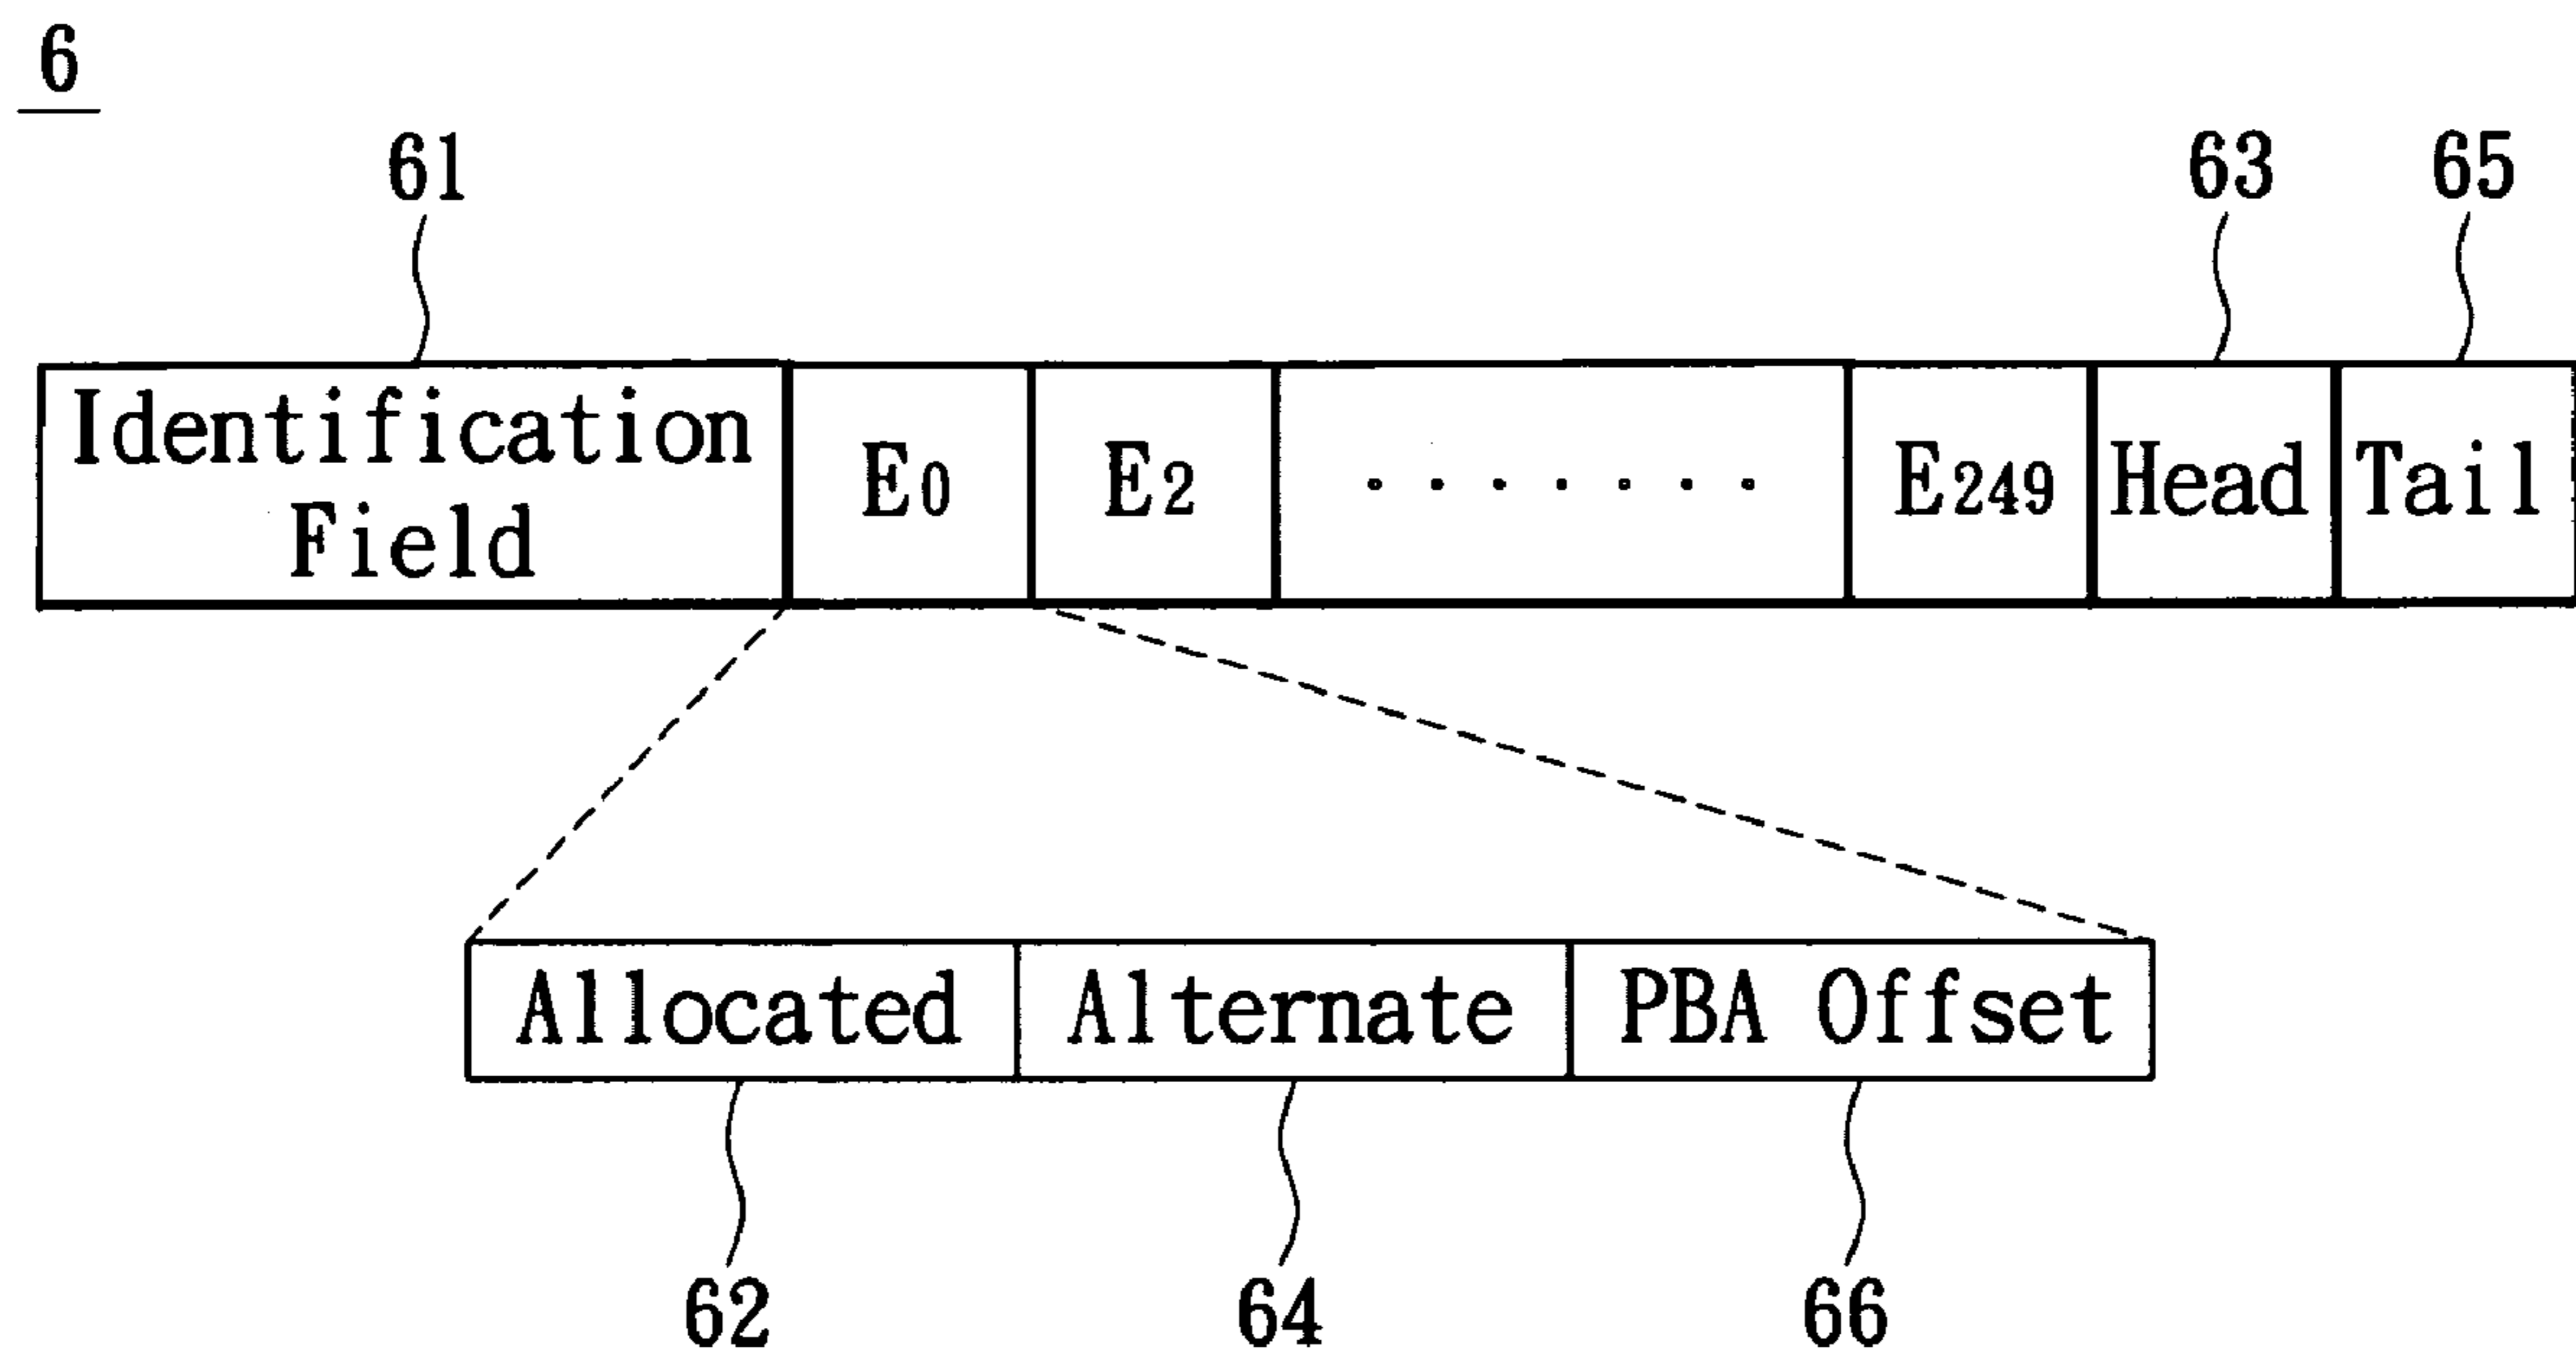 6
61 63 65
Identification
Field
E0 E2 ....... E249 Head Tail
Allocated Alternate PBA Offset
62 64 66